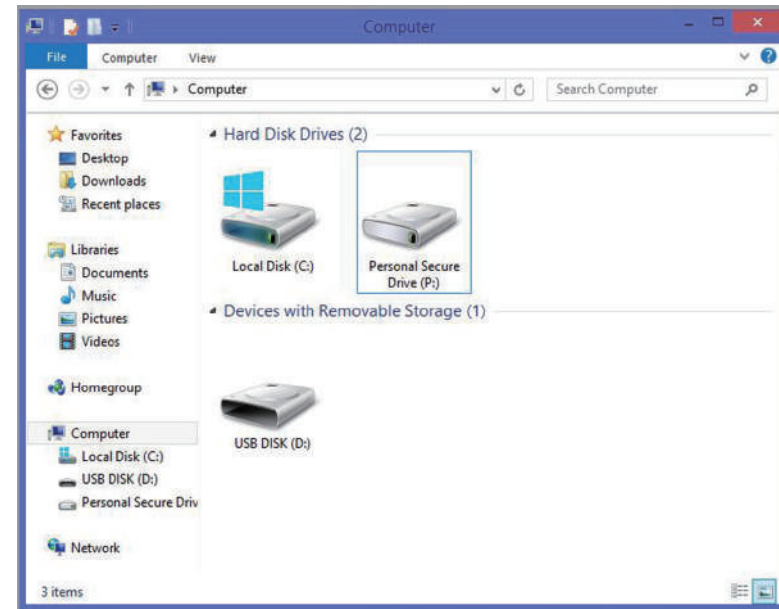 Computer
File Computer View
Computer
Search Computer
Favorites
Desktop
Downloads
Recent places
Libraries
Documents
Music
Pictures
Videos
Homegroup
Computer
Local Disk (C:)
USB DISK (D:)
Personal Secure Driv
Network
Hard Disk Drives (2)
Local Disk (C:)
Personal Secure
Drive (P:)
Devices with Removable Storage (1)
USB DISK (D:)
3 items